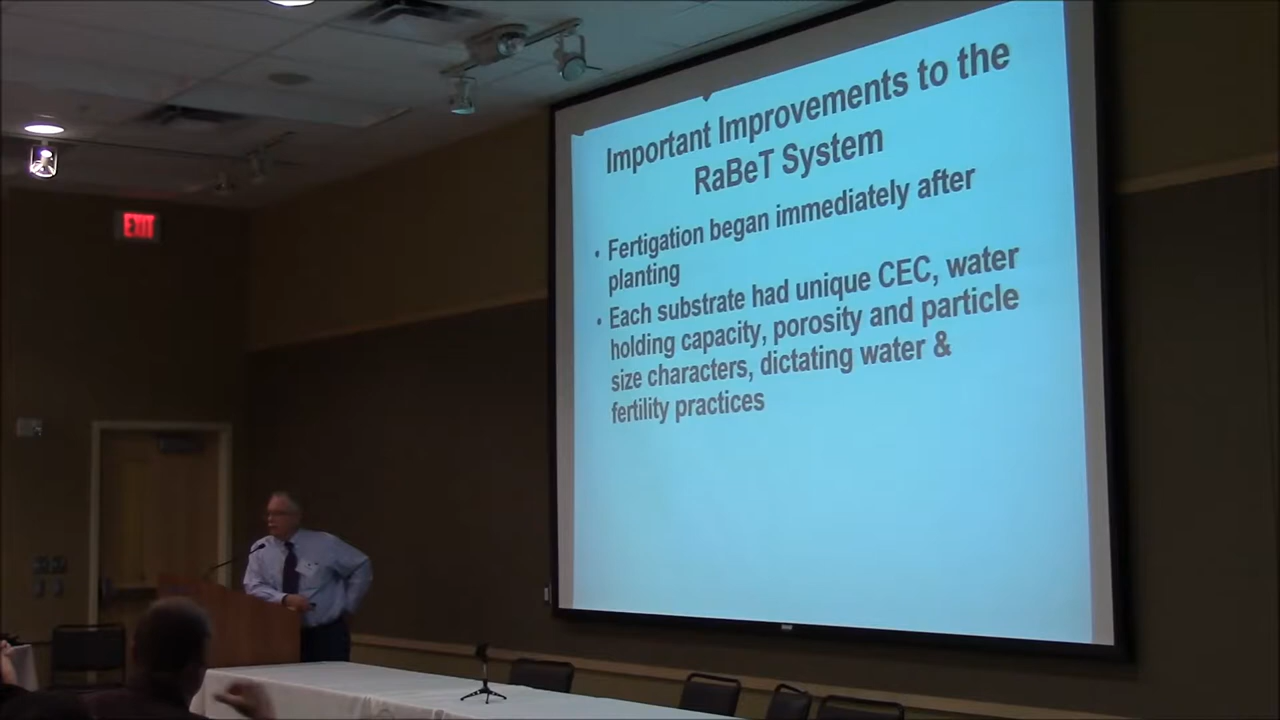 EXIT
Important Improvements to the
RaBeT System
• Fertigation began immediately after
planting
• Each substrate had unique CEC, water
holding capacity, porosity and particle
size characters, dictating water &
fertility practices